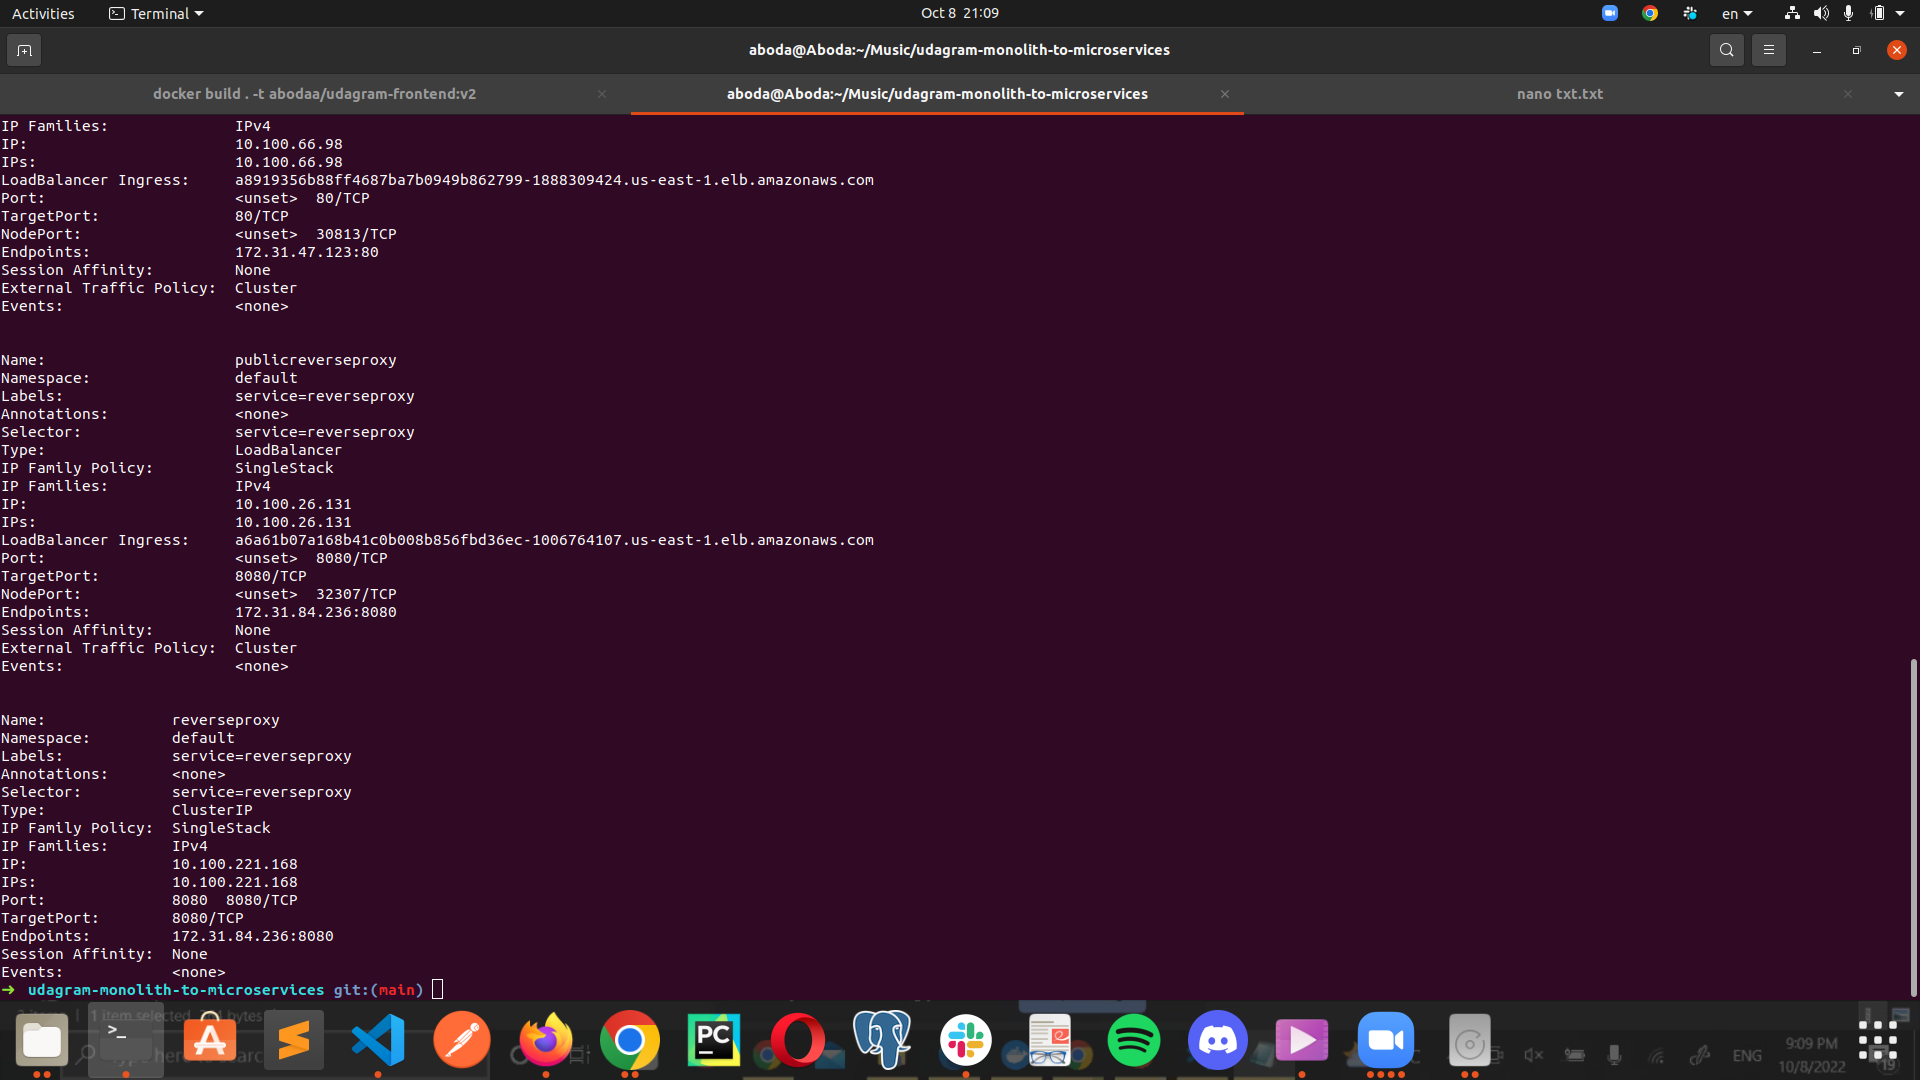 Activities Terminal Oct 8 21:09 en
aboda@Aboda:~/Music/udagram-monolith-to-microservices
docker build . -t abodaa/udagram-frontend:v2 aboda@Aboda:~/Music/udagram-monolith-to-microservices nano txt.txt
IP Families: IPv4
IP: 10.100.66.98
IPs: 10.100.66.98
LoadBalancer Ingress: a8919356b88ff4687ba7b0949b862799-1888309424.us-east-1.elb.amazonaws.com
Port: <unset> 80/TCP
TargetPort: 80/TCP
NodePort: <unset> 30813/TCP
Endpoints: 172.31.47.123:80
Session Affinity: None
External Traffic Policy: Cluster
Events: <none>
Name: publicreverseproxy
Namespace: default
Labels: service=reverseproxy
Annotations: <none>
Selector: service=reverseproxy
Type: LoadBalancer
IP Family Policy: SingleStack
IP Families: IPv4
IP: 10.100.26.131
IPs: 10.100.26.131
LoadBalancer Ingress: a6a61b07a168b41c0b008b856fbd36ec-1006764107.us-east-1.elb.amazonaws.com
Port: <unset> 8080/TCP
TargetPort: 8080/TCP
NodePort: <unset> 32307/TCP
Endpoints: 172.31.84.236:8080
Session Affinity: None
External Traffic Policy: Cluster
Events: <none>
Name: reverseproxy
Namespace: default
Labels: service=reverseproxy
Annotations: <none>
Selector: service=reverseproxy
Type: ClusterIP
IP Family Policy: SingleStack
IP Families: IPv4
IP: 10.100.221.168
IPs: 10.100.221.168
Port: 8080 8080/TCP
TargetPort: 8080/TCP
Endpoints: 172.31.84.236:8080
Session Affinity: None
Events: <none>
➜ udagram-monolith-to-microservices git:(main)
1 item selected
PC
ENG 9:09 PM
10/8/2022
19